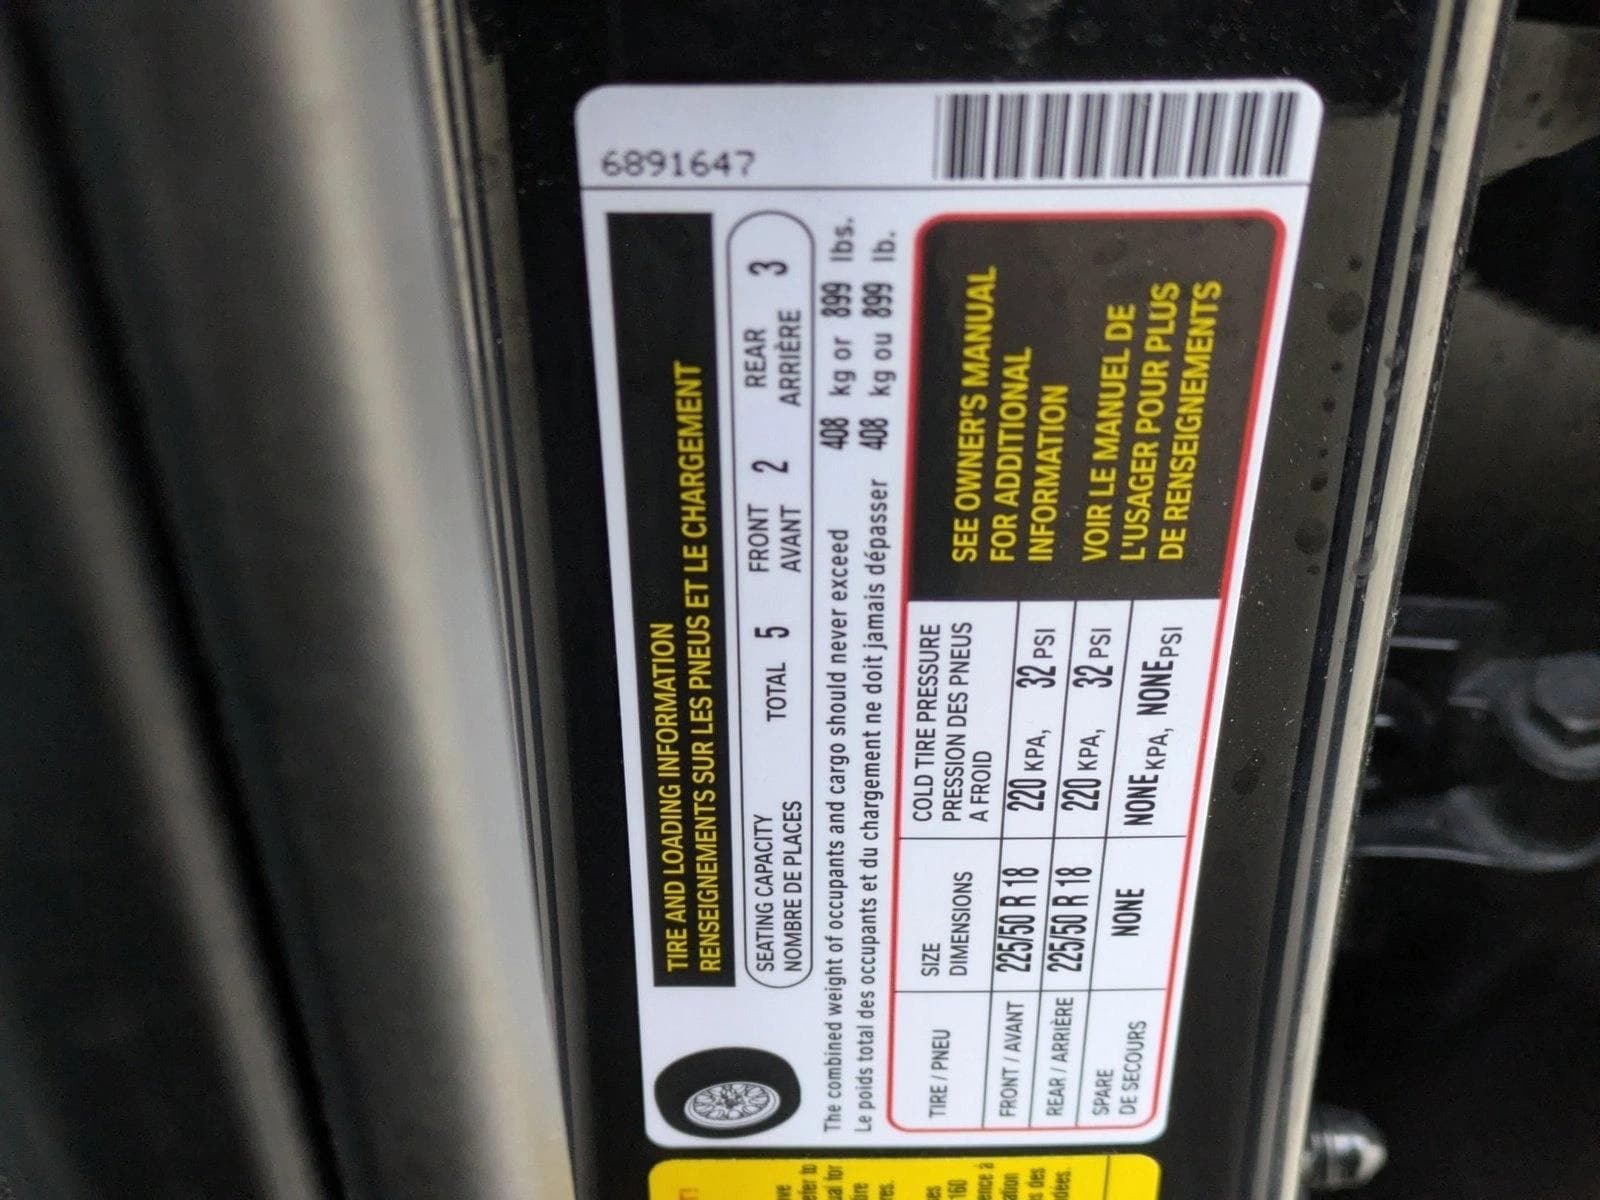 6891647
TIRE AND LOADING INFORMATION
RENSEIGNEMENTS SUR LES PNEUS ET LE CHARGEMENT
SEATING CAPACITY
NOMBRE DE PLACES
TOTAL 5
FRONT
AVANT
2
REAR
ARRIÈRE
3
The combined weight of occupants and cargo should never exceed 408 kg or 899 lbs.
Le poids total des occupants et du chargement ne doit jamais dépasser 408 kg ou 899 lb.
TIRE / PNEU
SIZE
DIMENSIONS
COLD TIRE PRESSURE
PRESSION DES PNEUS
A FROID
FRONT / AVANT 225/50 R 18 220 KPA, 32 PSI
REAR / ARRIÈRE 225/50 R 18 220 KPA, 32 PSI
SPARE
DE SECOURS
NONE NONE KPA, NONE PSI
SEE OWNER'S MANUAL
FOR ADDITIONAL
INFORMATION
VOIR LE MANUEL DE
L'USAGER POUR PLUS
DE RENSEIGNEMENTS